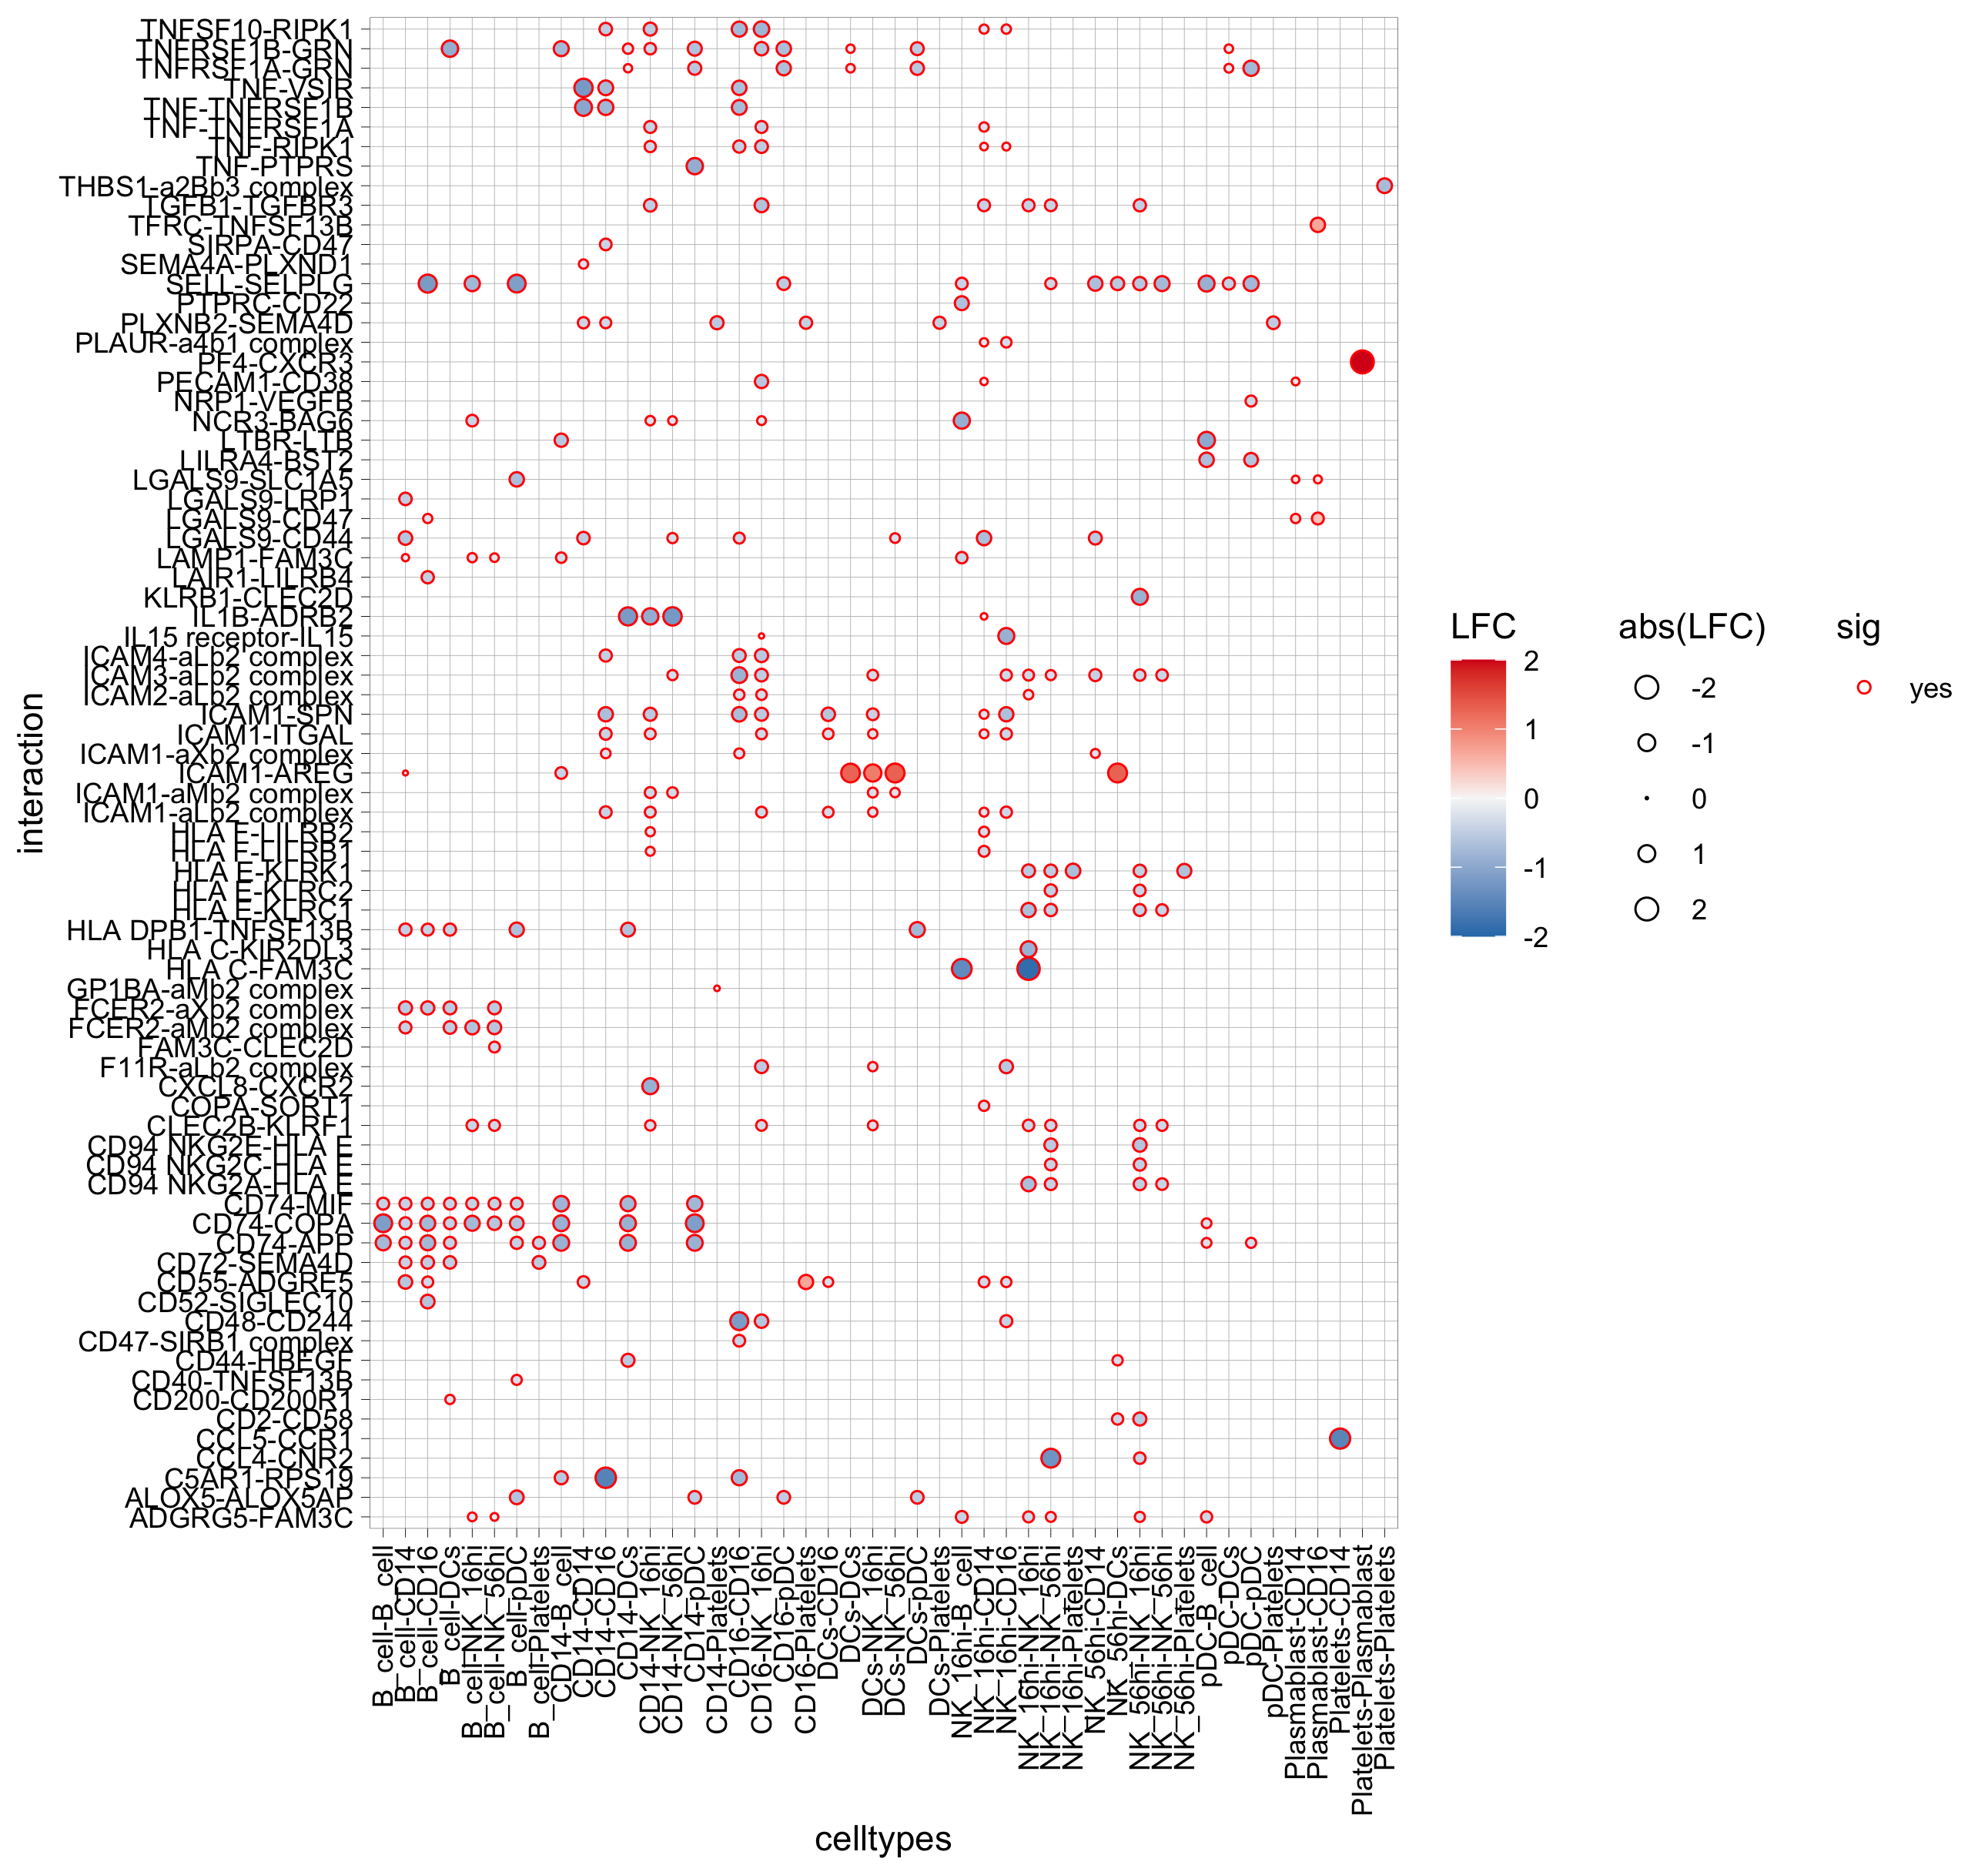 TNFSF10-RIPK1
TNFRSF1B-GRN
TNFRSF1A-GRN
TNF-VSIR
TNF-TNFRSF1B
TNF-TNFRSF1A
TNF-RIPK1
TNF-PTPRS
THBS1-a2Bb3 complex
TGFB1-TGFBR3
TFRC-TNFSF13B
SIRPA-CD47
SEMA4A-PLXND1
SELL-SELPLG
PTPRC-CD22
PLXNB2-SEMA4D
PLAUR-a4b1 complex
PF4-CXCR3
PECAM1-CD38
NRP1-VEGFB
NCR3-BAG6
LTBR-LTB
LILRA4-BST2
LGALS9-SLC1A5
LGALS9-LRP1
LGALS9-CD47
LGALS9-CD44
LAMP1-FAM3C
LAIR1-LILRB4
KLRB1-CLEC2D
IL1B-ADRB2
IL15 receptor-IL15
ICAM4-aLb2 complex
ICAM3-aLb2 complex
ICAM2-aLb2 complex
ICAM1-SPN
ICAM1-ITGAL
ICAM1-aXb2 complex
ICAM1-AREG
ICAM1-aMb2 complex
ICAM1-aLb2 complex
HLA F-LILRB2
HLA F-LILRB1
HLA E-KLRK1
HLA E-KLRC2
HLA E-KLRC1
HLA DPB1-TNFSF13B
HLA C-KIR2DL3
HLA C-FAM3C
GP1BA-aMb2 complex
FCER2-aXb2 complex
FCER2-aMb2 complex
FAM3C-CLEC2D
F11R-aLb2 complex
CXCL8-CXCR2
COPA-SORT1
CLEC2B-KLRF1
CD94 NKG2E-HLA E
CD94 NKG2C-HLA E
CD94 NKG2A-HLA E
CD74-MIF
CD74-COPA
CD74-APP
CD72-SEMA4D
CD55-ADGRE5
CD52-SIGLEC10
CD48-CD244
CD47-SIRB1 complex
CD44-HBEGF
CD40-TNFSF13B
CD200-CD200R1
CD2-CD58
CCL5-CCR1
CCL4-CNR2
C5AR1-RPS19
ALOX5-ALOX5AP
ADGRG5-FAM3C
interaction
B_cell-B_cell
B_cell-CD14
B_cell-CD16
B_cell-DCs
B_cell-NK_16hi
B_cell-NK_56hi
B_cell-pDC
B_cell-Platelets
CD14-B_cell
CD14-CD14
CD14-CD16
CD14-DCs
CD14-NK_16hi
CD14-NK_56hi
CD14-pDC
CD14-Platelets
CD16-CD16
CD16-NK_16hi
CD16-pDC
CD16-Platelets
DCs-CD16
DCs-DCs
DCs-NK_16hi
DCs-NK_56hi
DCs-pDC
DCs-Platelets
NK_16hi-B_cell
NK_16hi-CD14
NK_16hi-CD16
NK_16hi-NK_16hi
NK_16hi-NK_56hi
NK_16hi-Platelets
NK_56hi-CD14
NK_56hi-DCs
NK_56hi-NK_16hi
NK_56hi-NK_56hi
NK_56hi-Platelets
pDC-B_cell
pDC-DCs
pDC-pDC
pDC-Platelets
Plasmablast-CD14
Plasmablast-CD16
Platelets-CD14
Platelets-Plasmablast
Platelets-Platelets
celltypes
LFC
2
1
0
-1
-2
abs(LFC)
-2
-1
0
1
2
sig
yes